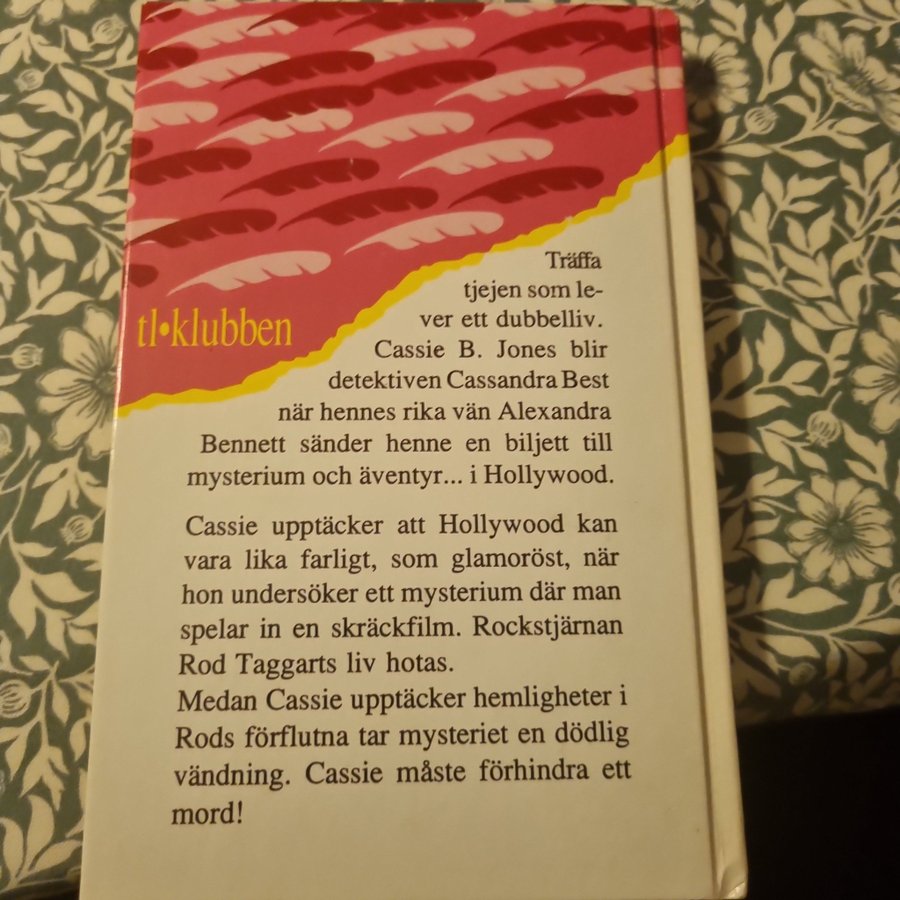 tl•klubben
Träffa
tjejen som le-
ver ett dubbelliv.
Cassie B. Jones blir
detektiven Cassandra Best
när hennes rika vän Alexandra
Bennett sänder henne en biljett till
mysterium och äventyr... i Hollywood.
Cassie upptäcker att Hollywood kan
vara lika farligt, som glamoröst, när
hon undersöker ett mysterium där man
spelar in en skräckfilm. Rockstjärnan
Rod Taggarts liv hotas.
Medan Cassie upptäcker hemligheter i
Rods förflutna tar mysteriet en dödlig
vändning. Cassie måste förhindra ett
mord!